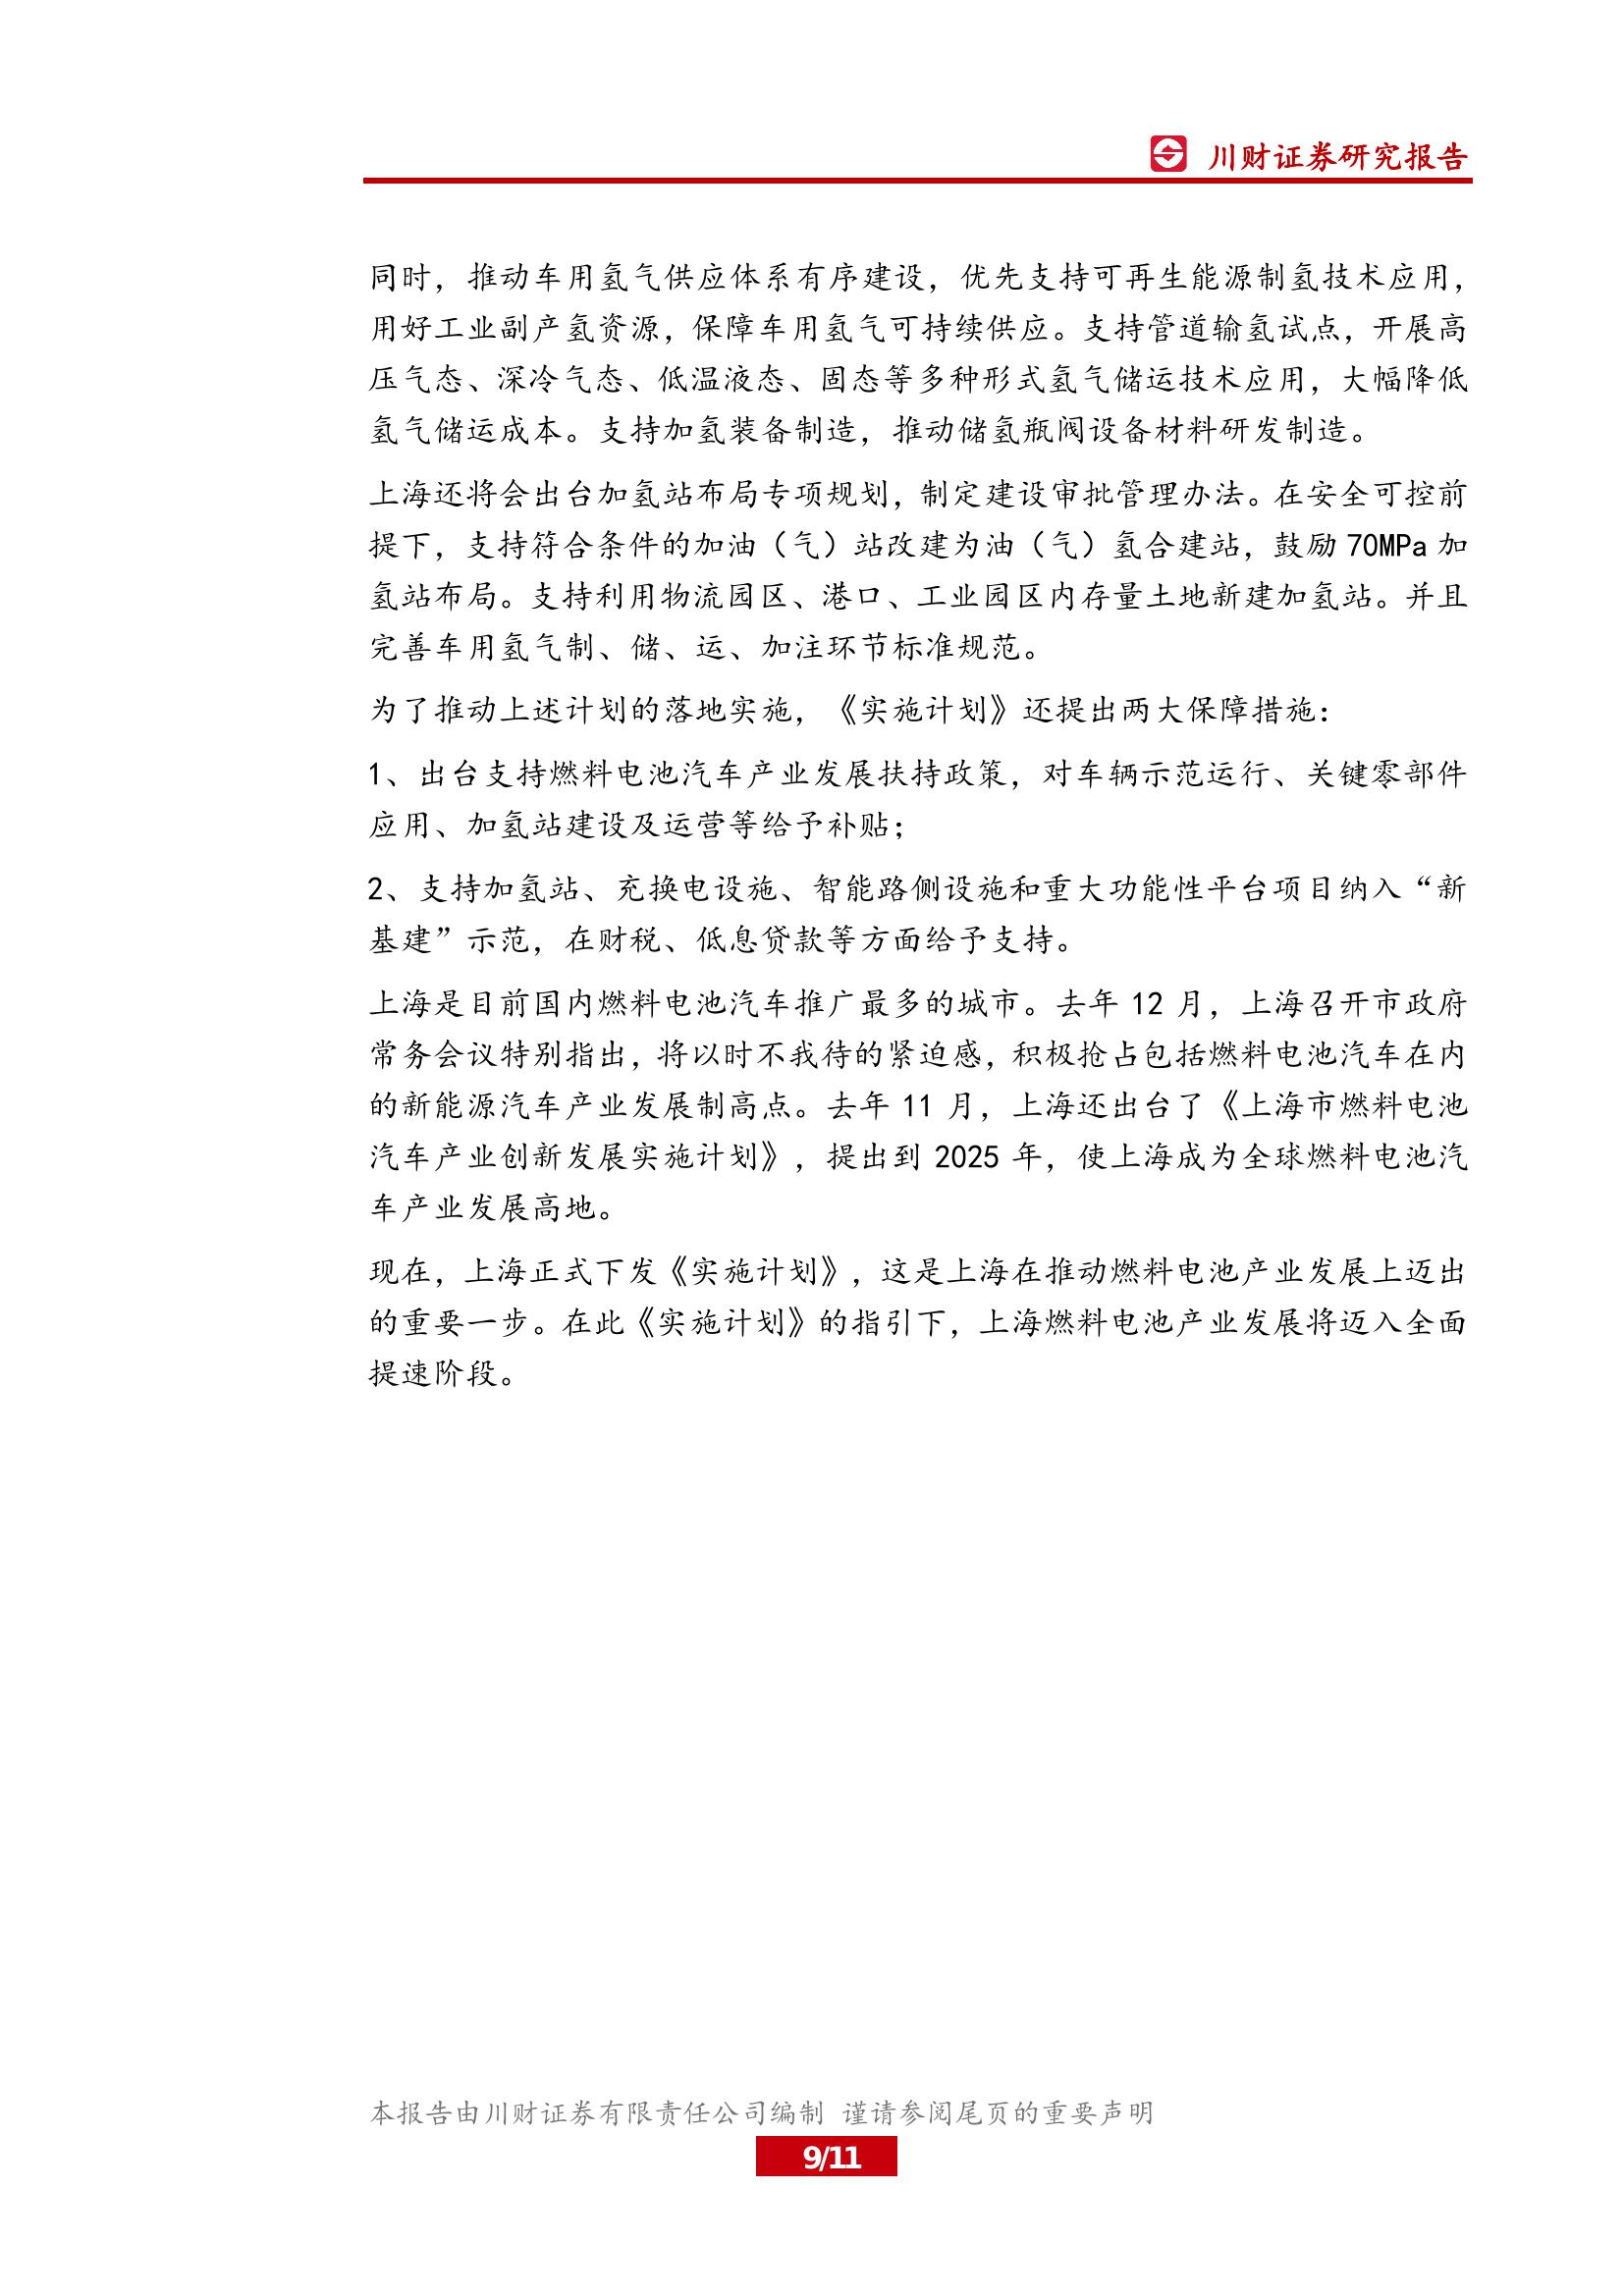 川财证券研究报告
同时，推动车用氢气供应体系有序建设，优先支持可再生能源制氢技术应用，
用好工业副产氢资源，保障车用氢气可持续供应。支持管道输氢试点，开展高
压气态、深冷气态、低温液态、固态等多种形式氢气储运技术应用，大幅降低
氢气储运成本。支持加氢装备制造，推动储氢瓶阀设备材料研发制造。
上海还将会出台加氢站布局专项规划，制定建设审批管理办法。在安全可控前
提下，支持符合条件的加油（气）站改建为油（气）氢合建站，鼓励 70MPa 加
氢站布局。支持利用物流园区、港口、工业园区内存量土地新建加氢站。并且
完善车用氢气制、储、运、加注环节标准规范。
为了推动上述计划的落地实施，《实施计划》还提出两大保障措施：
1、出台支持燃料电池汽车产业发展扶持政策，对车辆示范运行、关键零部件
应用、加氢站建设及运营等给予补贴；
2、支持加氢站、充换电设施、智能路侧设施和重大功能性平台项目纳入“新
基建”示范，在财税、低息贷款等方面给予支持。
上海是目前国内燃料电池汽车推广最多的城市。去年 12 月，上海召开市政府
常务会议特别指出，将以时不我待的紧迫感，积极抢占包括燃料电池汽车在内
的新能源汽车产业发展制高点。去年 11 月，上海还出台了《上海市燃料电池
汽车产业创新发展实施计划》，提出到 2025 年，使上海成为全球燃料电池汽
车产业发展高地。
现在，上海正式下发《实施计划》，这是上海在推动燃料电池产业发展上迈出
的重要一步。在此《实施计划》的指引下，上海燃料电池产业发展将迈入全面
提速阶段。
本报告由川财证券有限责任公司编制 谨请参阅尾页的重要声明
9/11